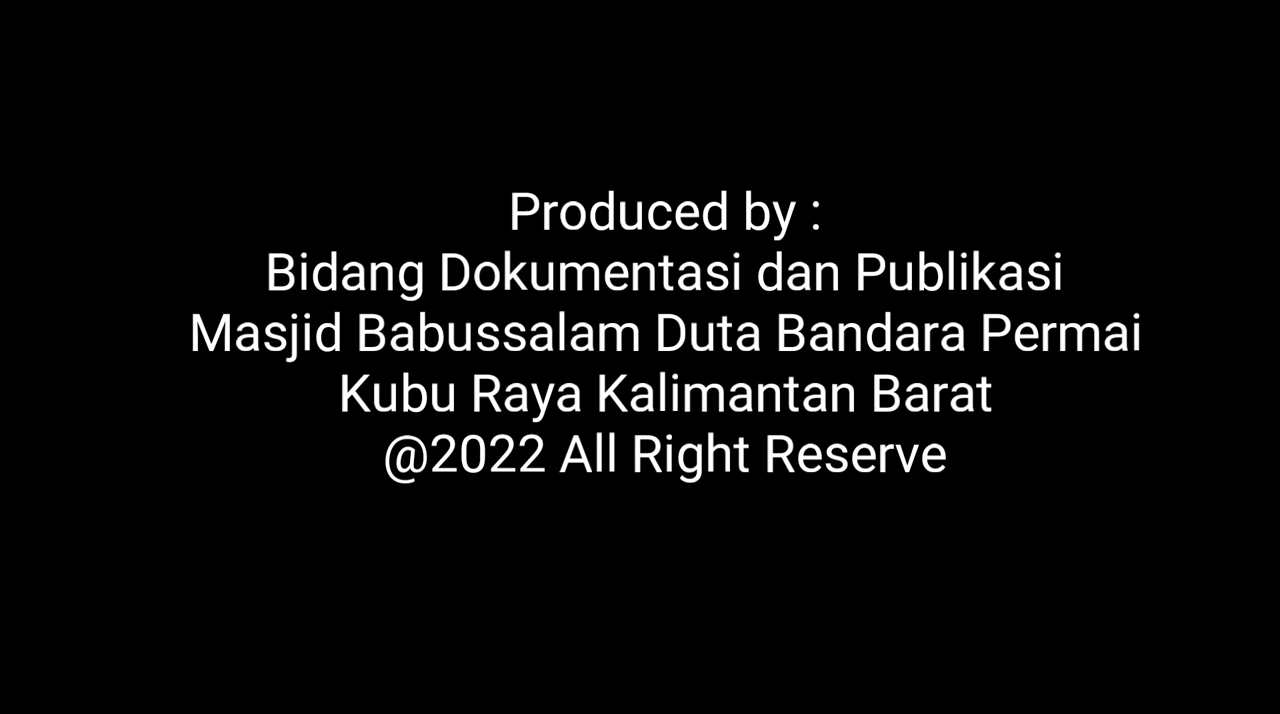 Produced by :
Bidang Dokumentasi dan Publikasi
Masjid Babussalam Duta Bandara Permai
Kubu Raya Kalimantan Barat
@2022 All Right Reserve